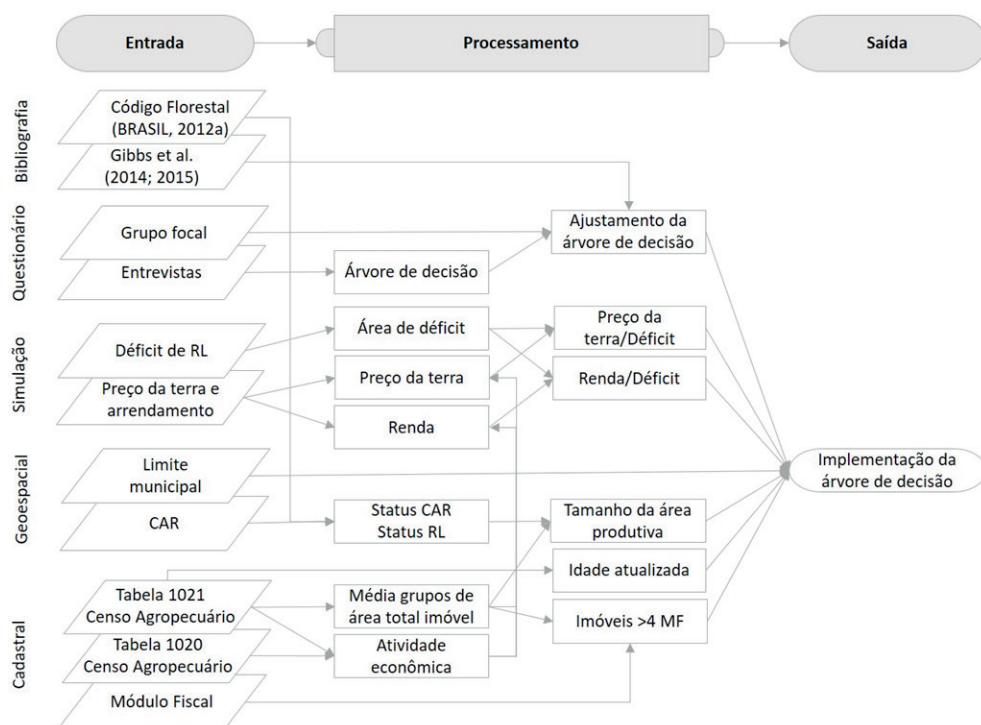 Entrada
Processamento
Saída
Bibliografia
Código Florestal
(BRASIL, 2012a)
Gibbs et al.
(2014; 2015)
Questionário
Grupo focal
Entrevistas
Árvore de decisão
Ajustamento da
árvore de decisão
Simulação
Déficit de RL
Preço da terra e
arrendamento
Área de déficit
Preço da terra
Renda
Preço da
terra/Déficit
Renda/Déficit
Geoespacial
Limite
municipal
CAR
Status CAR
Status RL
Tamanho da área
produtiva
Implementação da
árvore de decisão
Cadastral
Tabela 1021
Censo Agropecuário
Tabela 1020
Censo Agropecuário
Módulo Fiscal
Média grupos de
área total imóvel
Atividade
econômica
Idade atualizada
Imóveis >4 MF